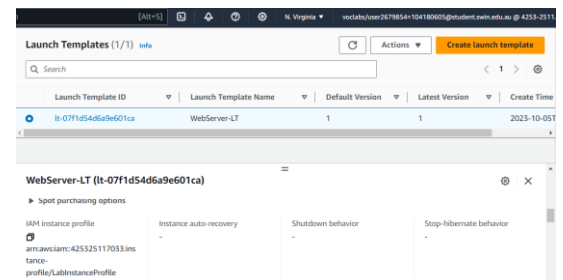 [Alt+S] N. Virginia ▼ voclabs/user2679854=104180605@student.swin.edu.au @ 4253-2511
Launch Templates (1/1) Info
Actions ▼ Create launch template
Search
1
Launch Template ID Launch Template Name Default Version Latest Version Create Time
lt-07f1d54d6a9e601ca WebServer-LT 1 1 2023-10-05T
WebServer-LT (lt-07f1d54d6a9e601ca)
Spot purchasing options
IAM instance profile Instance auto-recovery Shutdown behavior Stop-hibernate behavior
- - -
arn:aws:iam::425325117033:ins
tance-
profile/LabInstanceProfile